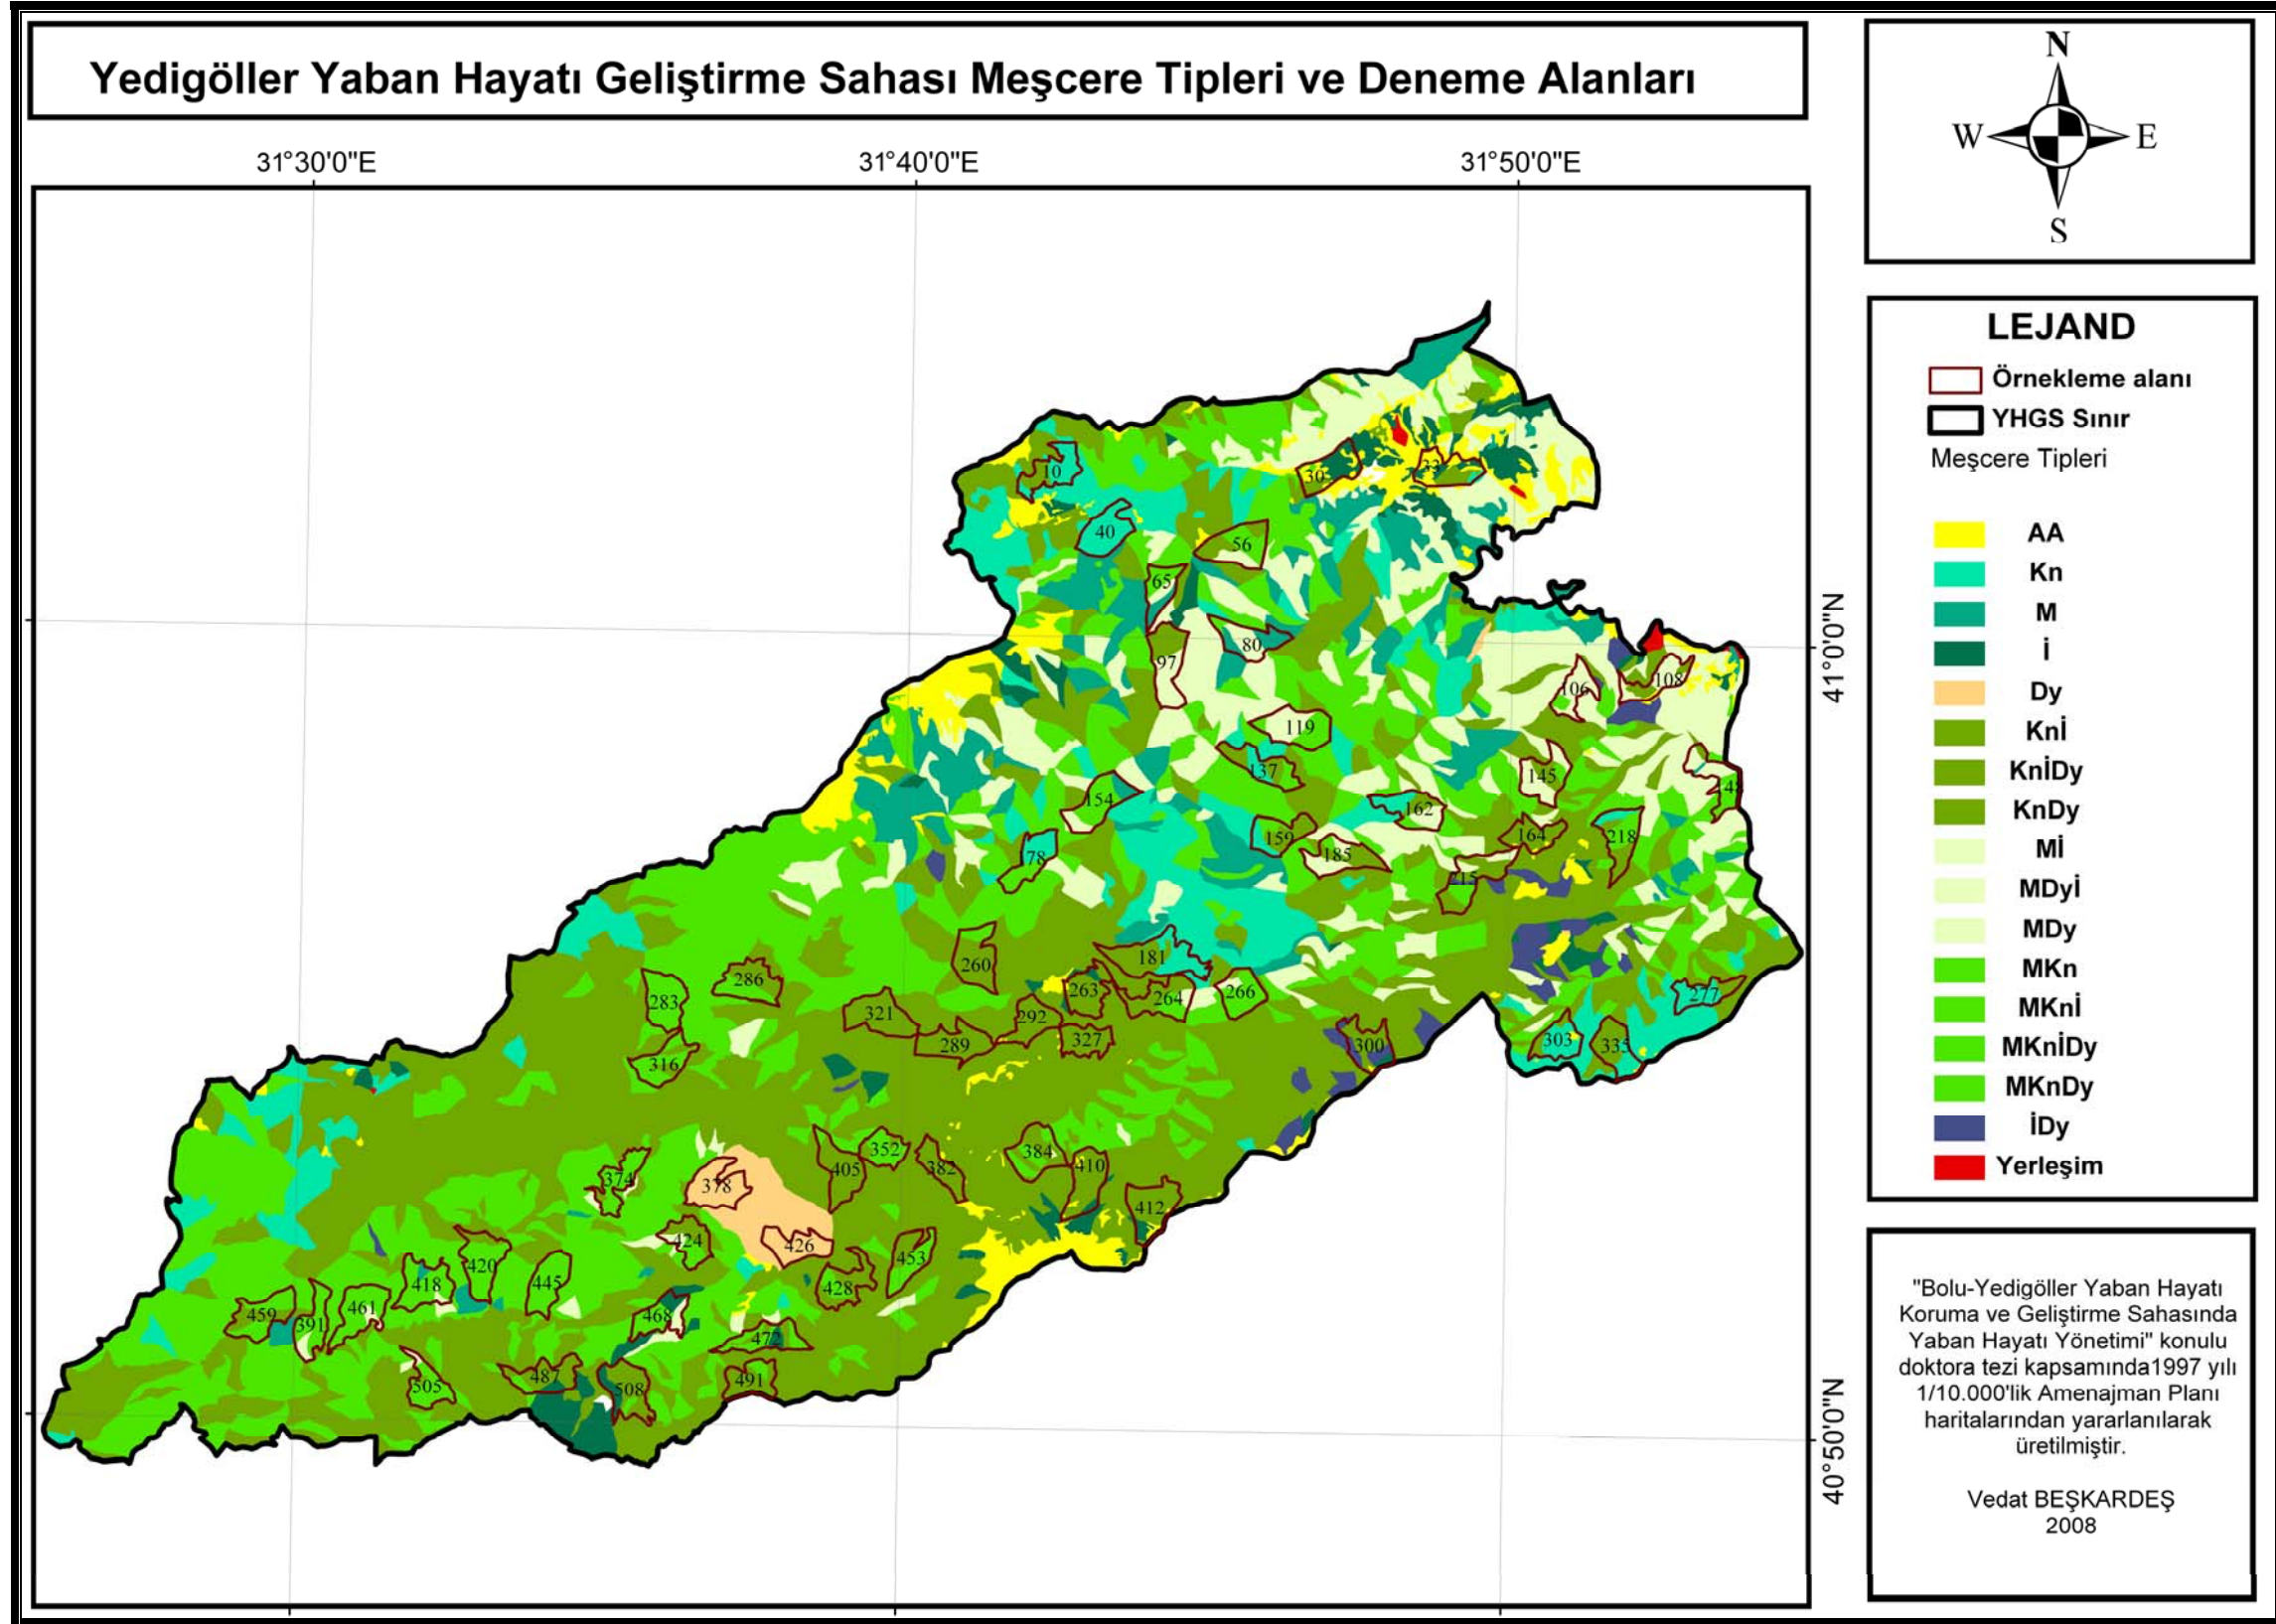 Yedigöller Yaban Hayatı Geliştirme Sahası Meşcere Tipleri ve Deneme Alanları
N
W E
S
31°30'0"E 31°40'0"E 31°50'0"E
41°0'0"N
40°50'0"N
LEJAND
Örnekleme alanı
YHGS Sınır
Meşcere Tipleri
AA
Kn
M
İ
Dy
Knİ
KnİDy
KnDy
Mİ
MDyİ
MDy
MKn
MKnİ
MKnİDy
MKnDy
İDy
Yerleşim
10
30
33
40
56
65
80
97
106
108
119
137
145
154
162
159
164
218
185
178
215
260
181
286
263
264
266
277
283
321
292
289
327
300
303
335
316
352
384
405
382
410
374
378
412
424
426
453
420
418
445
428
459
391
461
468
472
487
505
508
491
"Bolu-Yedigöller Yaban Hayatı
Koruma ve Geliştirme Sahasında
Yaban Hayatı Yönetimi" konulu
doktora tezi kapsamında1997 yılı
1/10.000'lik Amenajman Planı
haritalarından yararlanılarak
üretilmiştir.
Vedat BEŞKARDEŞ
2008